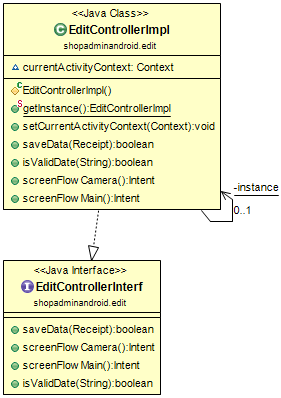 <<Java Class>>
C EditControllerImpl
shopadminandroid.edit
currentActivityContext: Context
C EditControllerImpl()
S getInstance():EditControllerImpl
setCurrentActivityContext(Context):void
saveData(Receipt):boolean
isValidDate(String):boolean
screenFlow Camera():Intent
screenFlow Main():Intent
-instance
0..1
<<Java Interface>>
I EditControllerInterf
shopadminandroid.edit
saveData(Receipt):boolean
screenFlow Camera():Intent
screenFlow Main():Intent
isValidDate(String):boolean